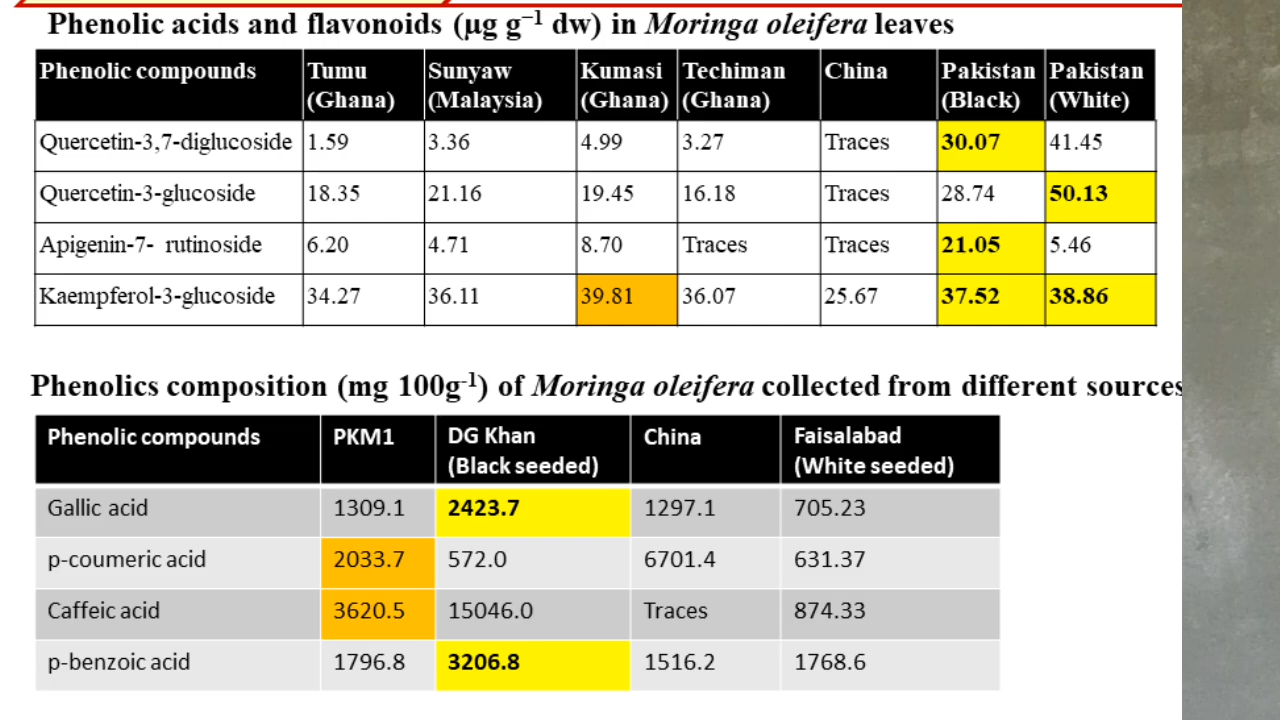 Phenolic acids and flavonoids (µg g⁻¹ dw) in Moringa oleifera leaves
Phenolic compounds Tumu (Ghana) Sunyaw (Malaysia) Kumasi (Ghana) Techiman (Ghana) China Pakistan (Black) Pakistan (White)
Quercetin-3,7-diglucoside 1.59 3.36 4.99 3.27 Traces 30.07 41.45
Quercetin-3-glucoside 18.35 21.16 19.45 16.18 Traces 28.74 50.13
Apigenin-7- rutinoside 6.20 4.71 8.70 Traces Traces 21.05 5.46
Kaempferol-3-glucoside 34.27 36.11 39.81 36.07 25.67 37.52 38.86
Phenolics composition (mg 100g⁻¹) of Moringa oleifera collected from different sources
Phenolic compounds PKM1 DG Khan (Black seeded) China Faisalabad (White seeded)
Gallic acid 1309.1 2423.7 1297.1 705.23
p-coumeric acid 2033.7 572.0 6701.4 631.37
Caffeic acid 3620.5 15046.0 Traces 874.33
p-benzoic acid 1796.8 3206.8 1516.2 1768.6